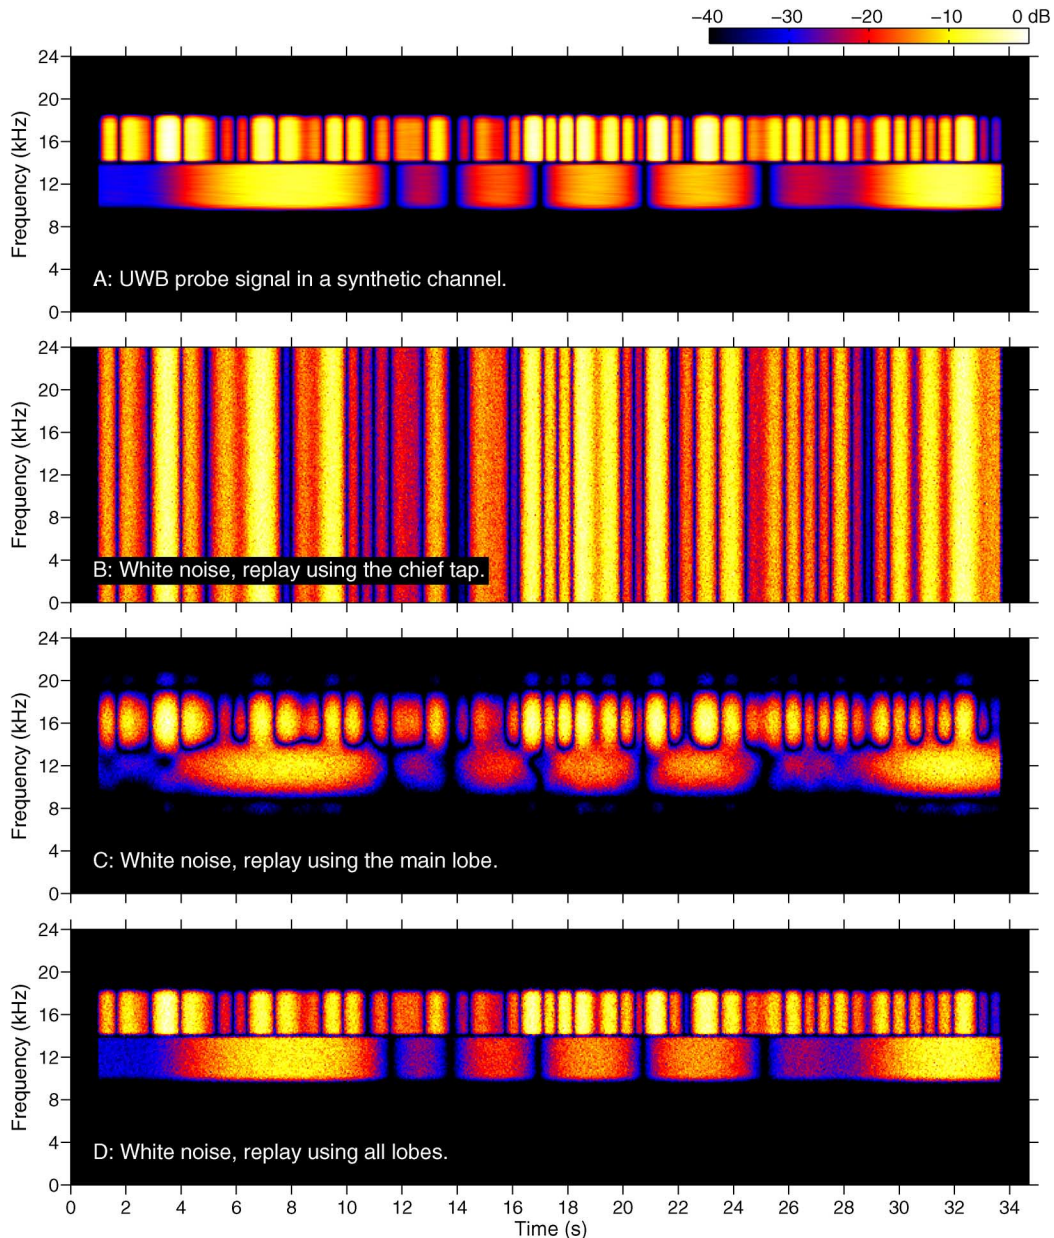 −40 −30 −20 −10 0 dB
24
20
16
12
8
4
0
Frequency (kHz)
A: UWB probe signal in a synthetic channel.
24
20
16
12
8
4
0
Frequency (kHz)
B: White noise, replay using the chief tap.
24
20
16
12
8
4
0
Frequency (kHz)
C: White noise, replay using the main lobe.
24
20
16
12
8
4
0
Frequency (kHz)
D: White noise, replay using all lobes.
0 2 4 6 8 10 12 14 16 18 20 22 24 26 28 30 32 34
Time (s)